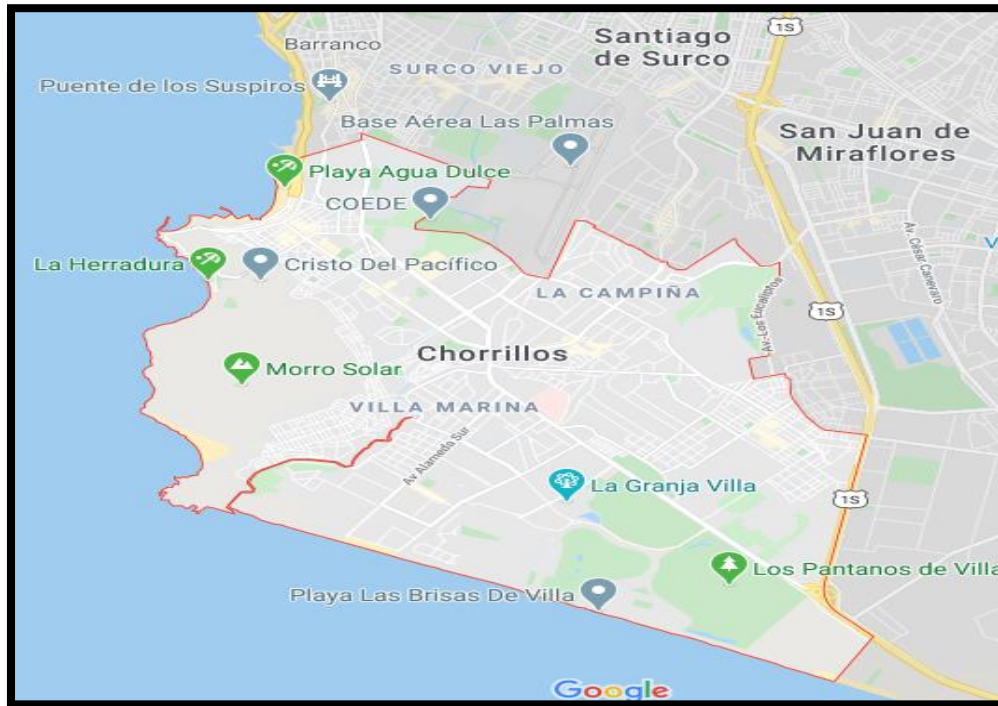 Barranco
Santiago
de Surco
1S
SURCO VIEJO
Puente de los Suspiros
Base Aérea Las Palmas
San Juan de
Miraflores
Playa Agua Dulce
COEDE
Av. César Canevaro
V
La Herradura
Cristo Del Pacífico
LA CAMPIÑA
Av. Los Eucaliptos
1S
Chorrillos
Morro Solar
VILLA MARINA
Av Alameda Sur
La Granja Villa
1S
Los Pantanos de Villa
Playa Las Brisas De Villa
Google